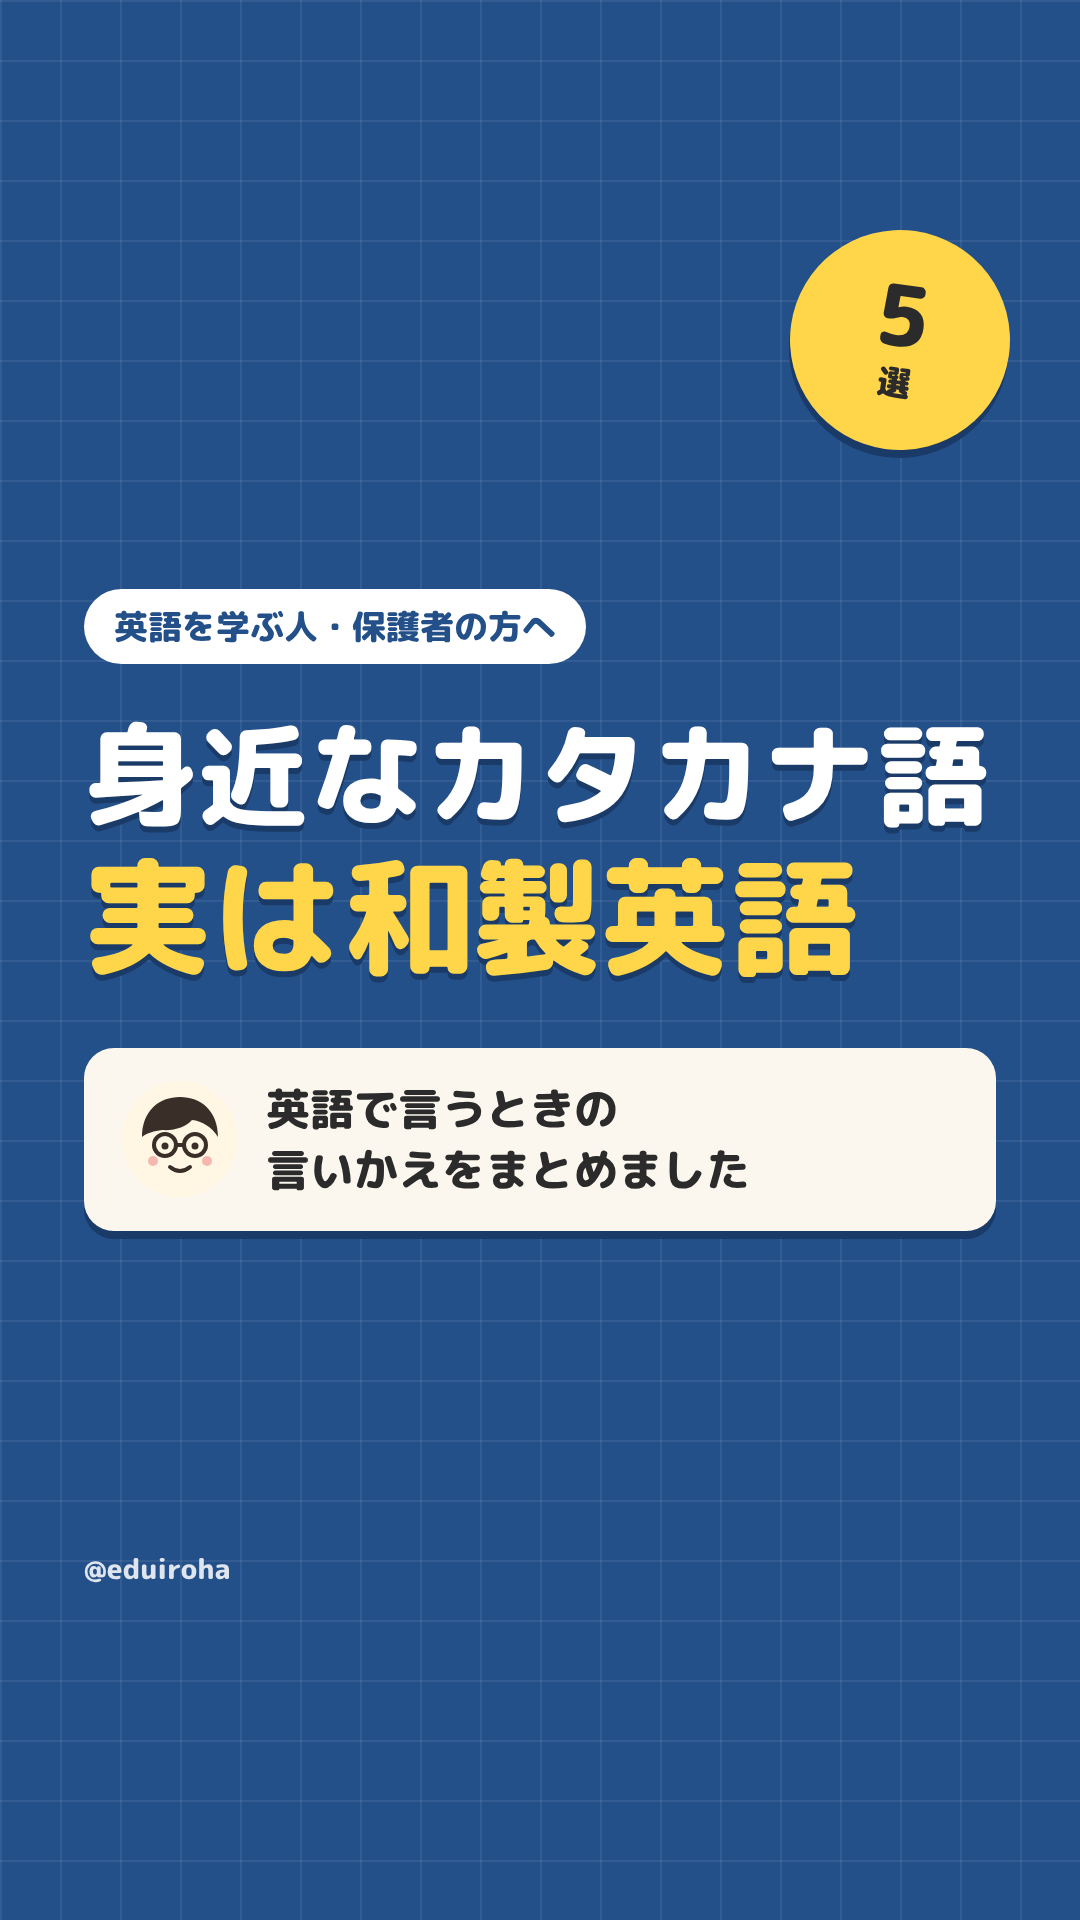 5
選
英語を学ぶ人・保護者の方へ
身近なカタカナ語
実は和製英語
英語で言うときの
言いかえをまとめました
@eduiroha